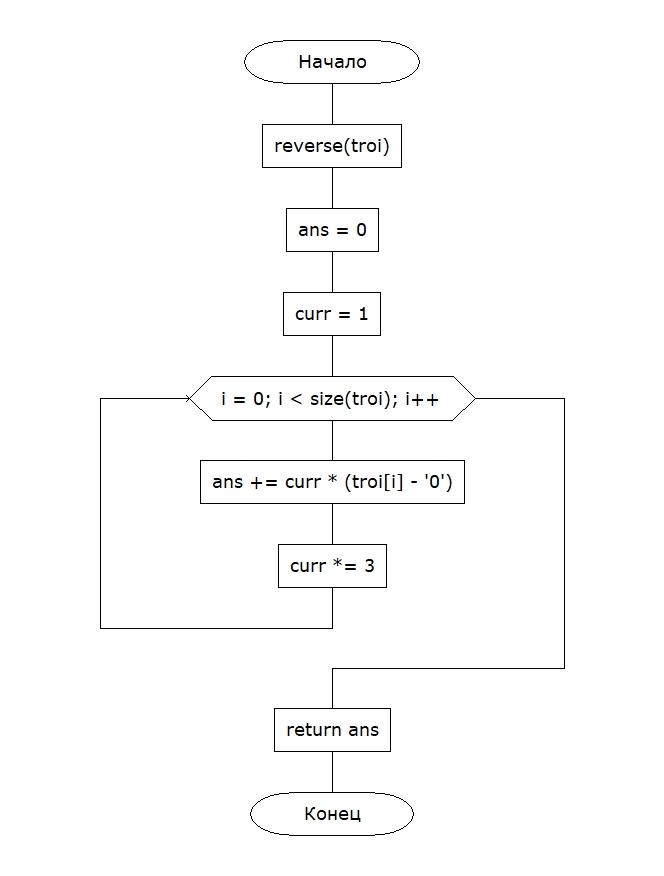 Начало
reverse(troi)
ans = 0
curr = 1
i = 0; i < size(troi); i++
ans += curr * (troi[i] - '0')
curr *= 3
return ans
Конец